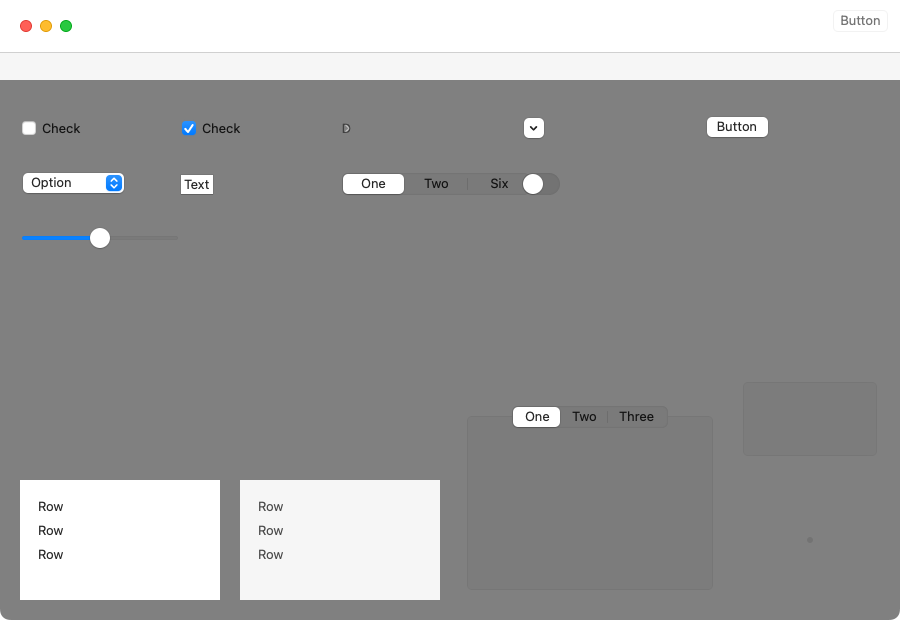 Button
Check
Check
Button
Option
Text
One
Two
Six
One
Two
Three
Row
Row
Row
Row
Row
Row